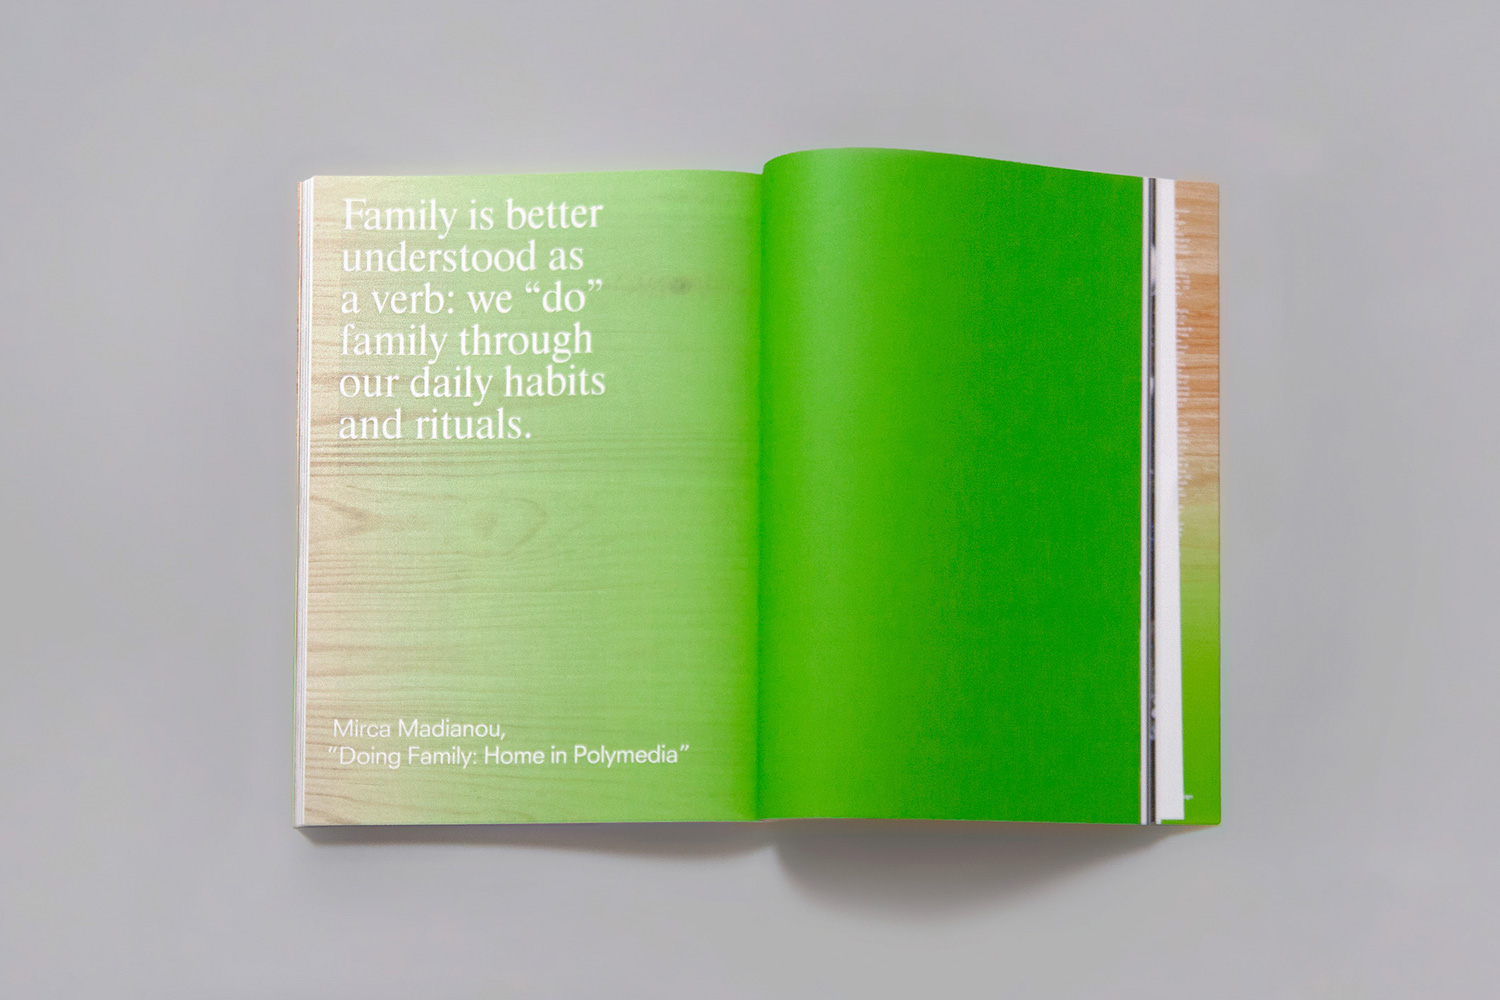 Family is better
understood as
a verb: we “do”
family through
our daily habits
and rituals.
Mirca Madianou,
“Doing Family: Home in Polymedia”